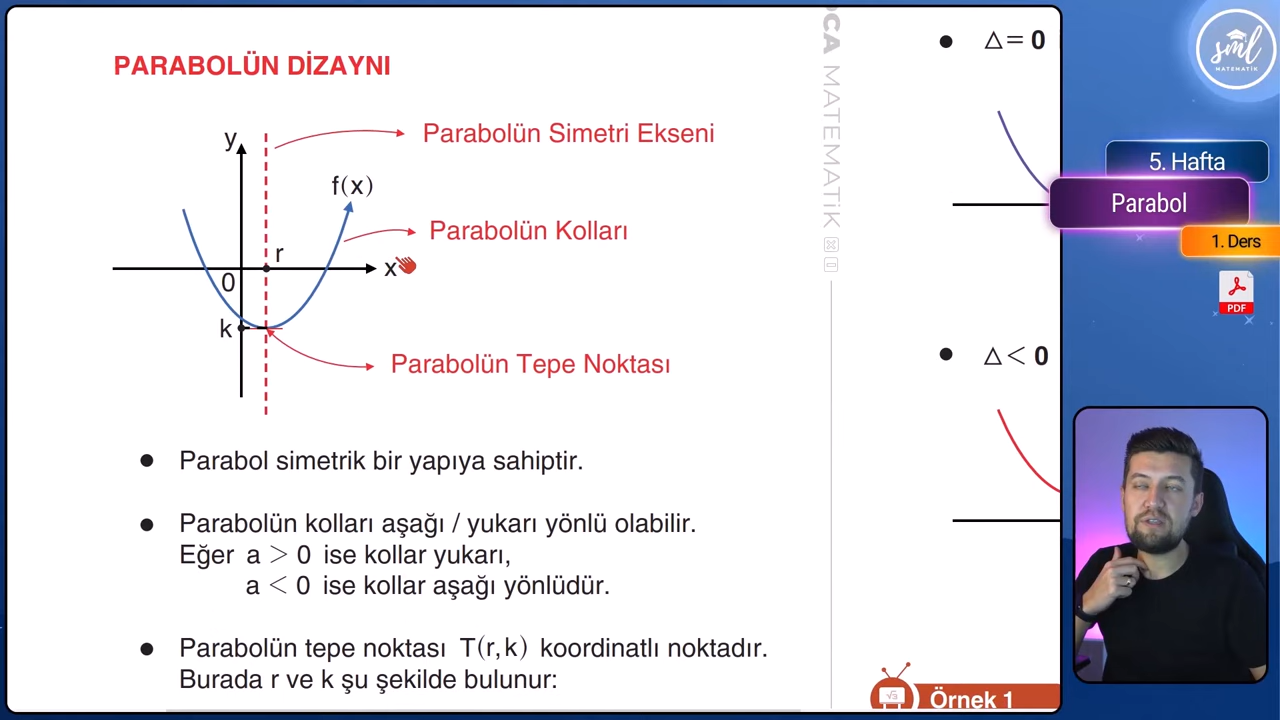 PARABOLÜN DİZAYNI
y
Parabolün Simetri Ekseni
f(x)
Parabolün Kolları
r
x
0
k
Parabolün Tepe Noktası
● Parabol simetrik bir yapıya sahiptir.
● Parabolün kolları aşağı / yukarı yönlü olabilir.
Eğer a > 0 ise kollar yukarı,
a < 0 ise kollar aşağı yönlüdür.
● Parabolün tepe noktası T(r,k) koordinatlı noktadır.
Burada r ve k şu şekilde bulunur:
OCA MATEMATİK
● △= 0
● △< 0
√3
Örnek 1
sml
MATEMATİK
5. Hafta
Parabol
1. Ders
PDF